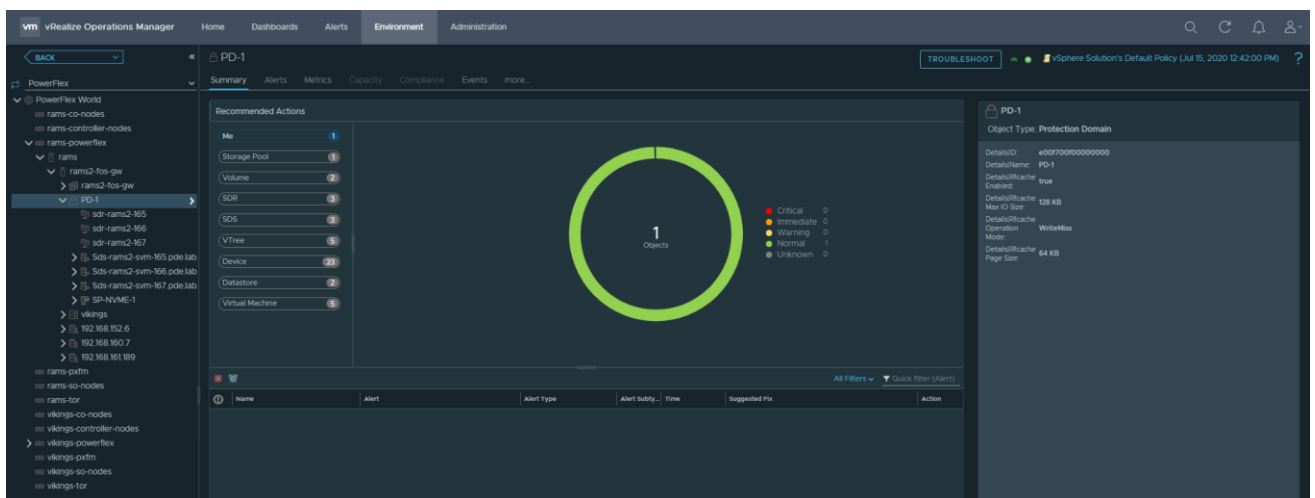 vm vRealize Operations Manager Home Dashboards Alerts Environment Administration
BACK
PD-1
TROUBLESHOOT
vSphere Solution's Default Policy (Jul 15, 2020 12:42:00 PM)
?
PowerFlex
Summary Alerts Metrics Capacity Compliance Events more...
PowerFlex World
rams-co-nodes
rams-controller-nodes
rams-powerflex
rams
rams2-fos-gw
rams2-fos-gw
PD-1
sdr-rams2-165
sdr-rams2-166
sdr-rams2-167
Sds-rams2-svm-165.pde.lab
Sds-rams2-svm-166.pde.lab
Sds-rams2-svm-167.pde.lab
SP-NVME-1
vikings
192.168.152.6
192.168.160.7
192.168.161.189
rams-pxfm
rams-so-nodes
rams-tor
vikings-co-nodes
vikings-controller-nodes
vikings-powerflex
vikings-pxfm
vikings-so-nodes
vikings-tor
Recommended Actions
Me 1
Storage Pool 1
Volume 2
SDR 3
SDS 3
VTree 5
Device 23
Datastore 2
Virtual Machine 5
1
Objects
Critical 0
Immediate 0
Warning 0
Normal 1
Unknown 0
All Filters Quick filter (Alert)
Name Alert Alert Type Alert Subty... Time Suggested Fix Action
PD-1
Object Type: Protection Domain
Details|ID: e00f700f00000000
Details|Name: PD-1
Details|Rfcache
Enabled: true
Details|Rfcache
Max IO Size: 128 KB
Details|Rfcache
Operation WriteMiss
Mode:
Details|Rfcache
Page Size: 64 KB